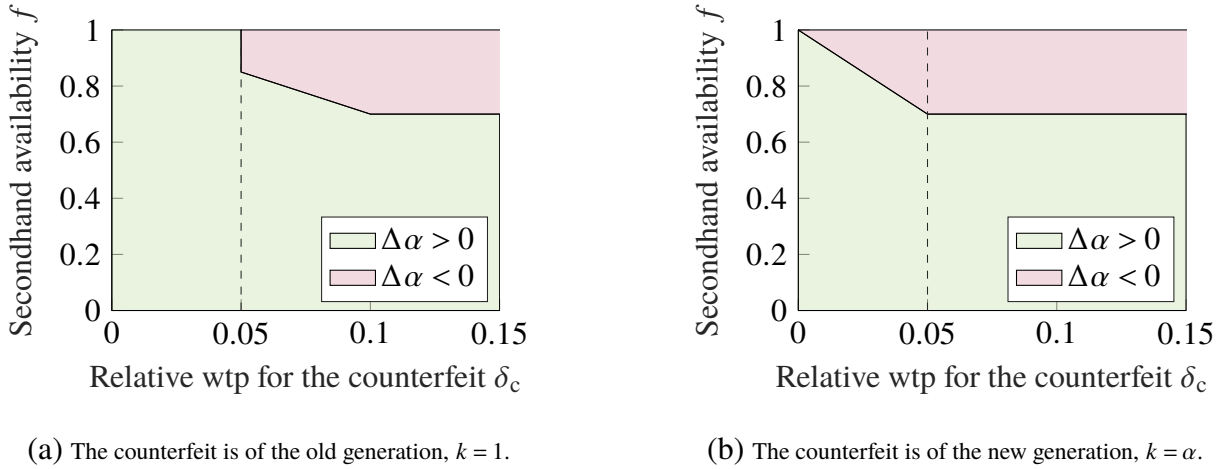 Secondhand availability f
1
0.8
0.6
0.4
0.2
0
0
0.05
0.1
0.15
Δα > 0
Δα < 0
Relative wtp for the counterfeit δc
(a) The counterfeit is of the old generation, k = 1.
Secondhand availability f
1
0.8
0.6
0.4
0.2
0
0
0.05
0.1
0.15
Δα > 0
Δα < 0
Relative wtp for the counterfeit δc
(b) The counterfeit is of the new generation, k = α.